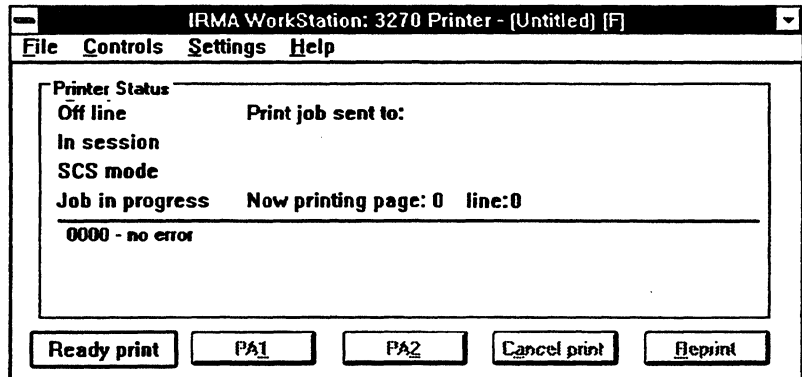 IRMA WorkStation: 3270 Printer - (Untitled) [F]
File Controls Settings Help
Printer Status
Off line Print job sent to:
In session
SCS mode
Job in progress Now printing page: 0 line:0
0000 - no error
Ready print PA1 PA2 Cancel print Reprint